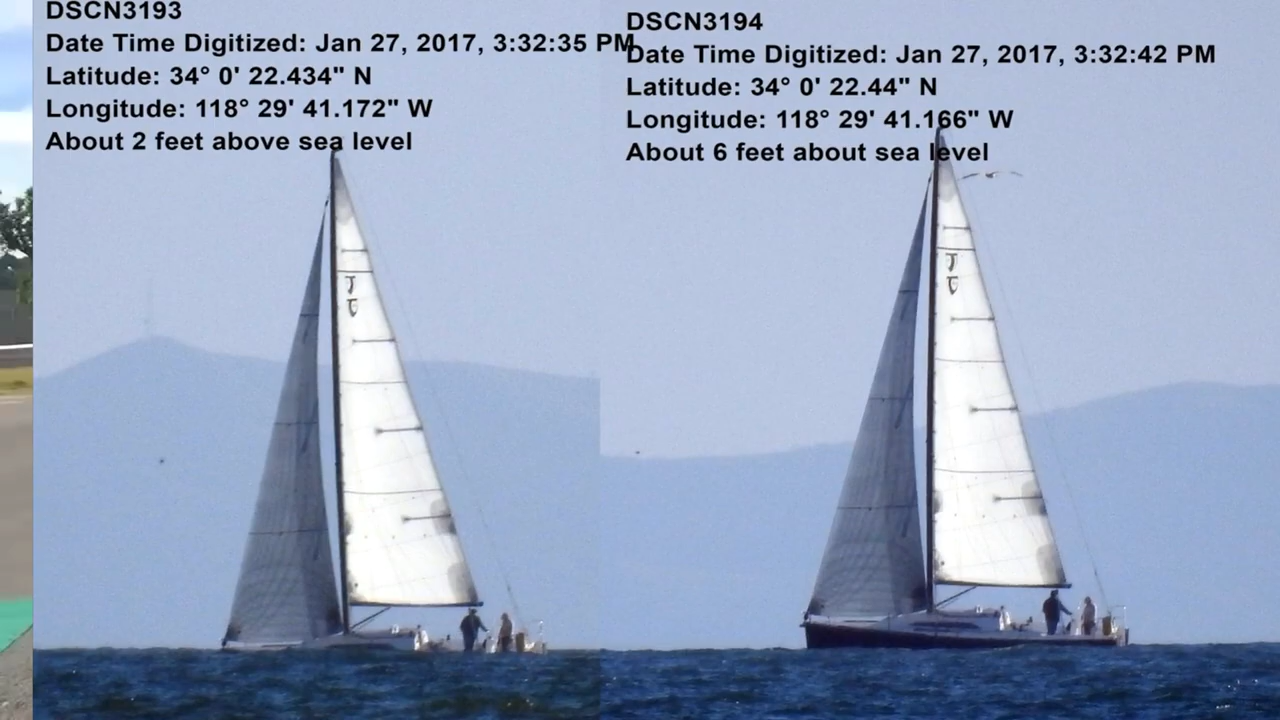 DSCN3193
Date Time Digitized: Jan 27, 2017, 3:32:35 PM
Latitude: 34° 0' 22.434" N
Longitude: 118° 29' 41.172" W
About 2 feet above sea level
DSCN3194
Date Time Digitized: Jan 27, 2017, 3:32:42 PM
Latitude: 34° 0' 22.44" N
Longitude: 118° 29' 41.166" W
About 6 feet about sea level